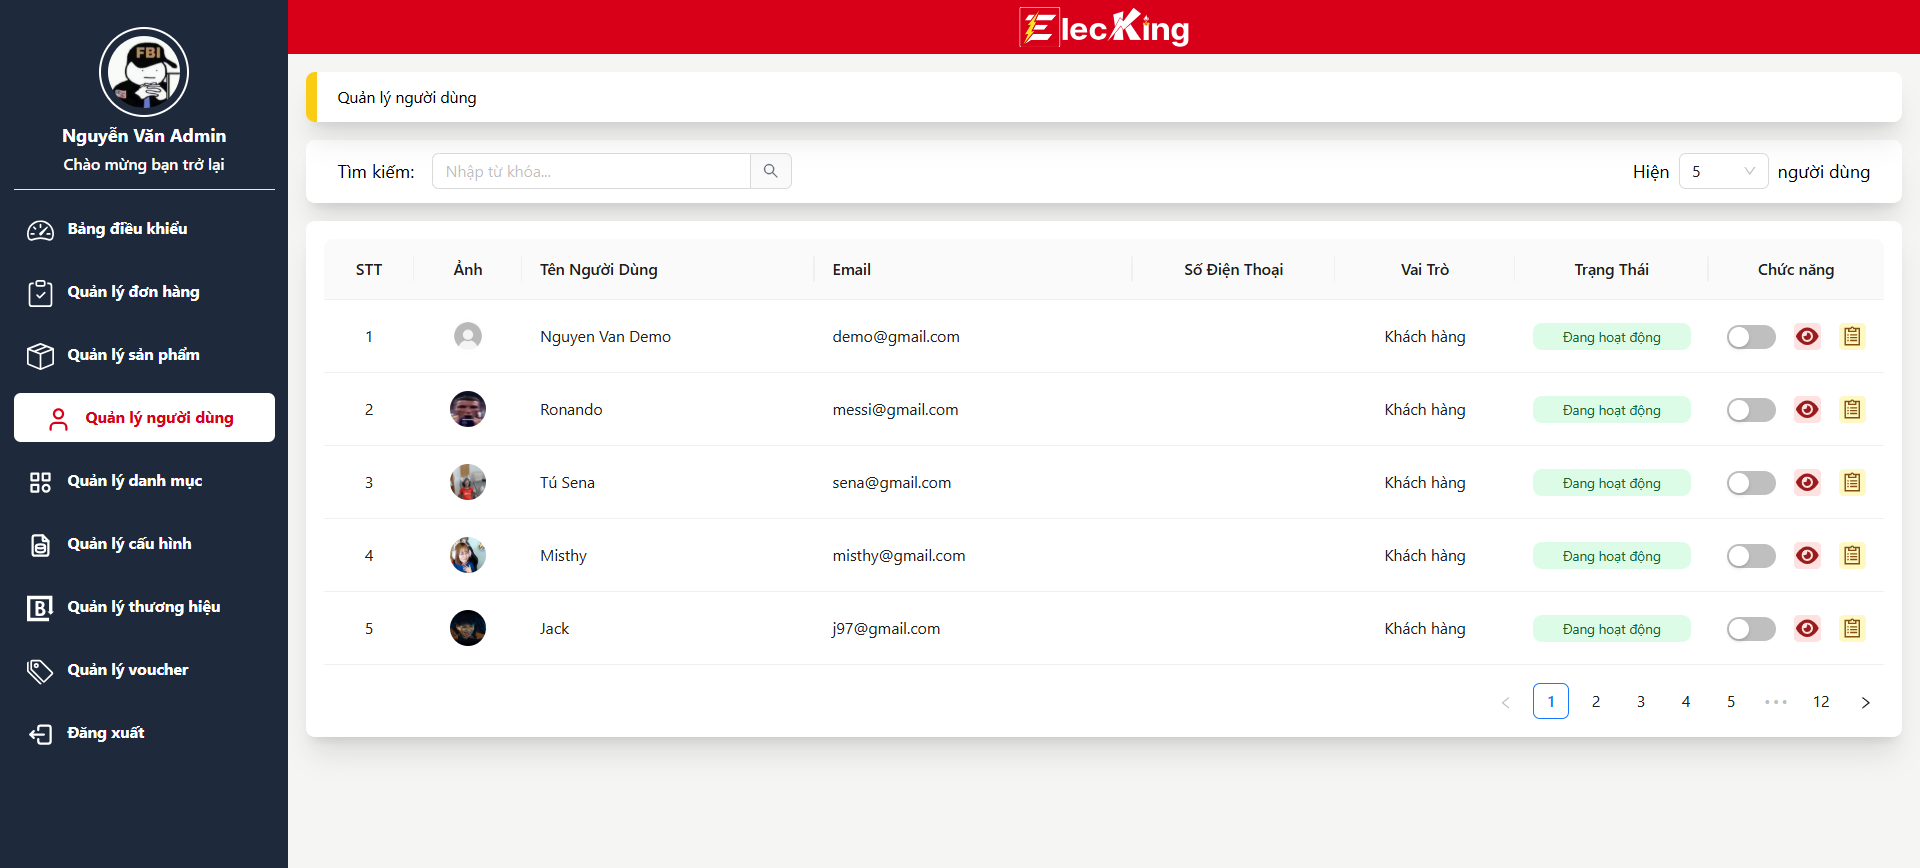 FBI
Nguyễn Văn Admin
Chào mừng bạn trở lại
Bảng điều khiểu
Quản lý đơn hàng
Quản lý sản phẩm
Quản lý người dùng
Quản lý danh mục
Quản lý cấu hình
Quản lý thương hiệu
Quản lý voucher
Đăng xuất
ElecKing
Quản lý người dùng
Tìm kiếm: Nhập từ khóa... Hiện 5 người dùng
STT Ảnh Tên Người Dùng Email Số Điện Thoại Vai Trò Trạng Thái Chức năng
1 Nguyen Van Demo demo@gmail.com Khách hàng Đang hoạt động
2 Ronando messi@gmail.com Khách hàng Đang hoạt động
3 Tú Sena sena@gmail.com Khách hàng Đang hoạt động
4 Misthy misthy@gmail.com Khách hàng Đang hoạt động
5 Jack j97@gmail.com Khách hàng Đang hoạt động
1 2 3 4 5 ••• 12